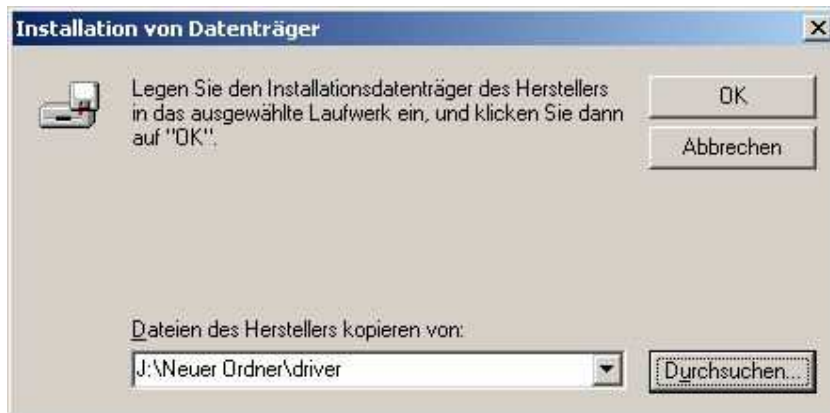 Installation von Datenträger
Legen Sie den Installationsdatenträger des Herstellers
in das ausgewählte Laufwerk ein, und klicken Sie dann
auf "OK".
OK
Abbrechen
Dateien des Herstellers kopieren von:
J:\Neuer Ordner\driver
Durchsuchen...